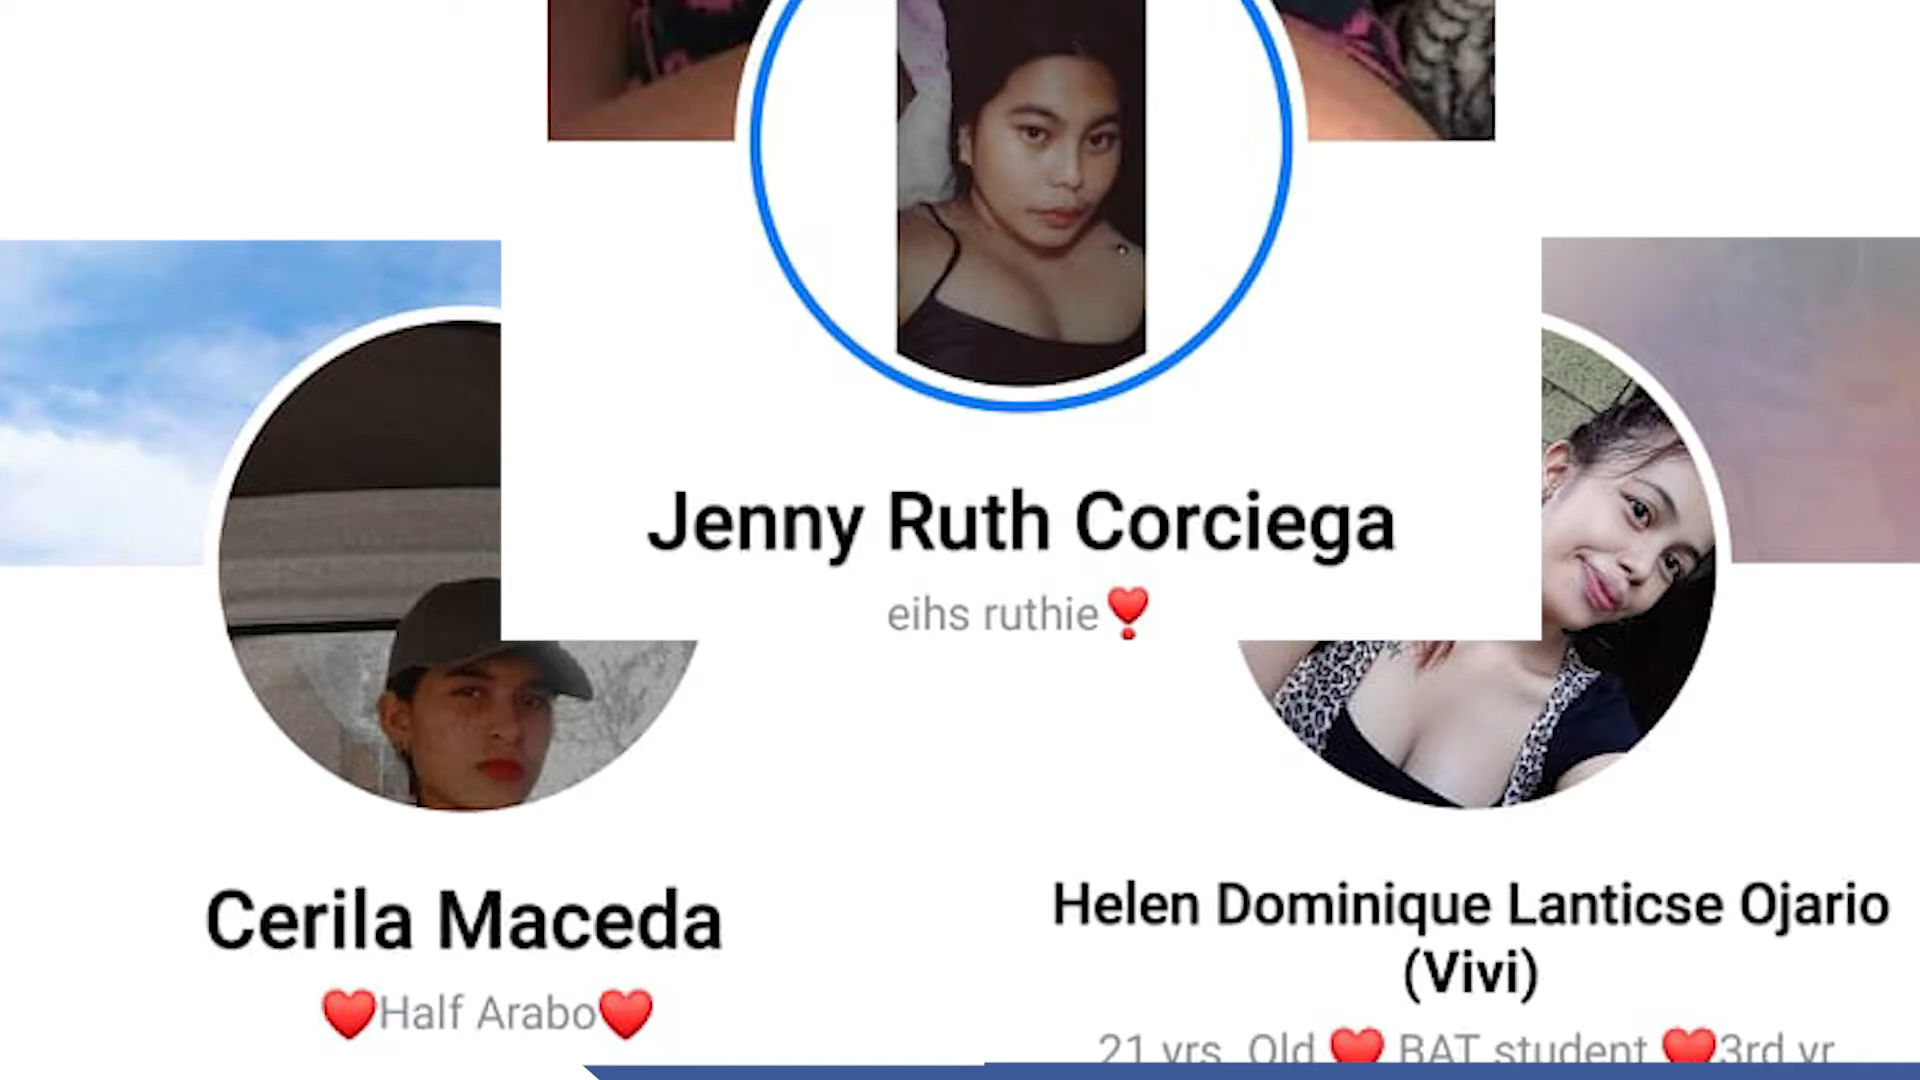 Jenny Ruth Corciega
eihs ruthie❣
Cerila Maceda
❤Half Arabo❤
Helen Dominique Lanticse Ojario
(Vivi)
21 yrs. Old ❤ BAT student ❤3rd yr